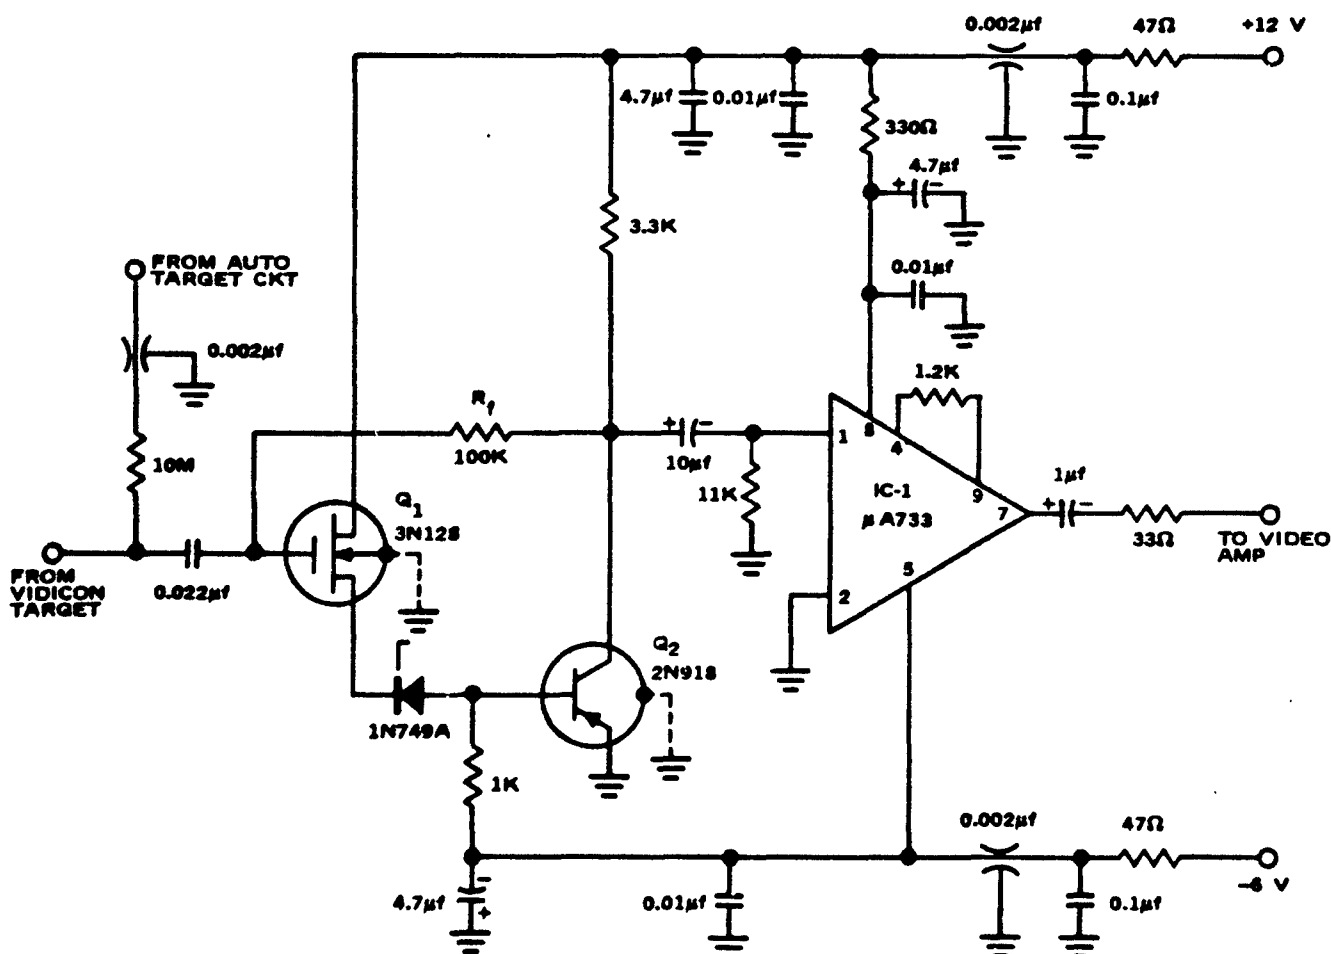 0.002µf
47Ω
+12 V
4.7µf
0.01µf
0.1µf
330Ω
+ 4.7µf −
3.3K
FROM AUTO
TARGET CKT
0.01µf
0.002µf
1.2K
Rf
+ −
1
8
4
10M
100K
10µf
11K
IC-1
µA733
9
7
1µf
+ −
Q1
3N128
33Ω
TO VIDEO
AMP
FROM
VIDICON
TARGET
0.022µf
5
2
Q2
2N918
1N749A
1K
0.002µf
47Ω
−6 V
4.7µf
−
+
0.01µf
0.1µf